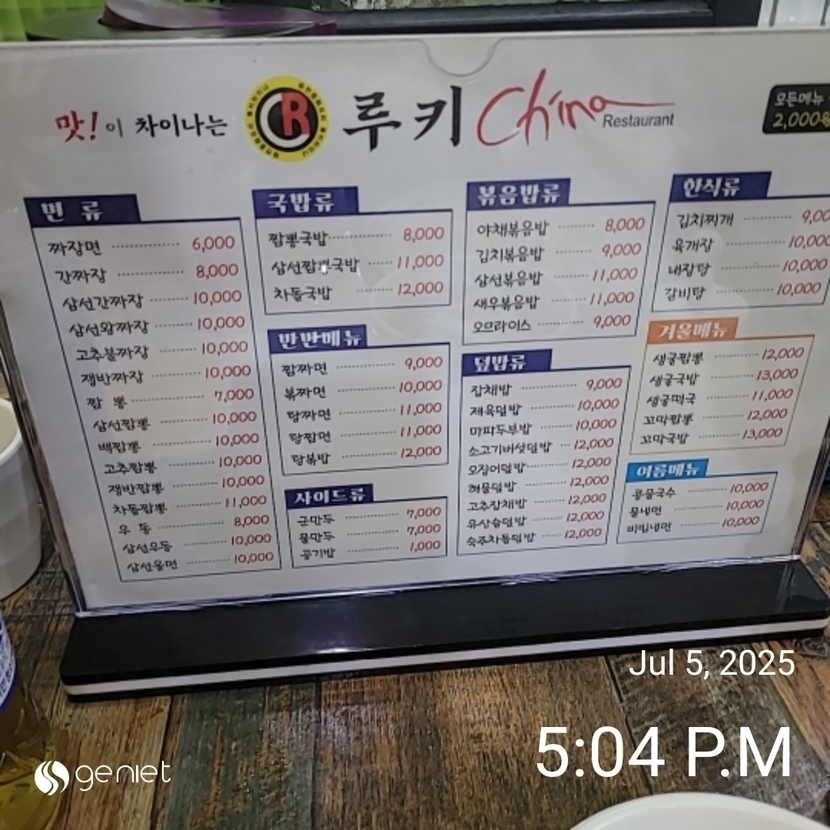 맛!이 차이나는
CR
루키 China
Restaurant
모든메뉴
2,000원
면 류
짜장면 6,000
간짜장 8,000
삼선간짜장 10,000
삼선왕짜장 10,000
고추불짜장 10,000
쟁반짜장 10,000
짬 뽕 7,000
삼선짬뽕 10,000
백짬뽕 10,000
고추짬뽕 10,000
쟁반짬뽕 10,000
차돌짬뽕 11,000
우 동 8,000
삼선우동 10,000
삼선울면 10,000
국밥류
짬뽕국밥 8,000
삼선짬뽕국밥 11,000
차돌국밥 12,000
반반메뉴
짬짜면 9,000
볶짜면 10,000
탕짜면 11,000
탕짬면 11,000
탕볶밥 12,000
사이드류
군만두 7,000
물만두 7,000
공기밥 1,000
볶음밥류
야채볶음밥 8,000
김치볶음밥 9,000
삼선볶음밥 11,000
새우볶음밥 11,000
오므라이스 9,000
덮밥류
잡채밥 9,000
제육덮밥 10,000
마파두부밥 10,000
소고기버섯덮밥 12,000
오징어덮밥 12,000
해물덮밥 12,000
고추잡채밥 12,000
유산슬덮밥 12,000
숙주차돌덮밥 12,000
한식류
김치찌개 9,00
육개장 10,000
내장탕 10,000
갈비탕 10,000
겨울메뉴
생굴짬뽕 12,000
생굴국밥 13,000
생굴떡국 11,000
꼬막짬뽕 12,000
꼬막국밥 13,000
여름메뉴
콩물국수 10,000
물냉면 10,000
비빔냉면 10,000
Jul 5, 2025
5:04 P.M
geniet